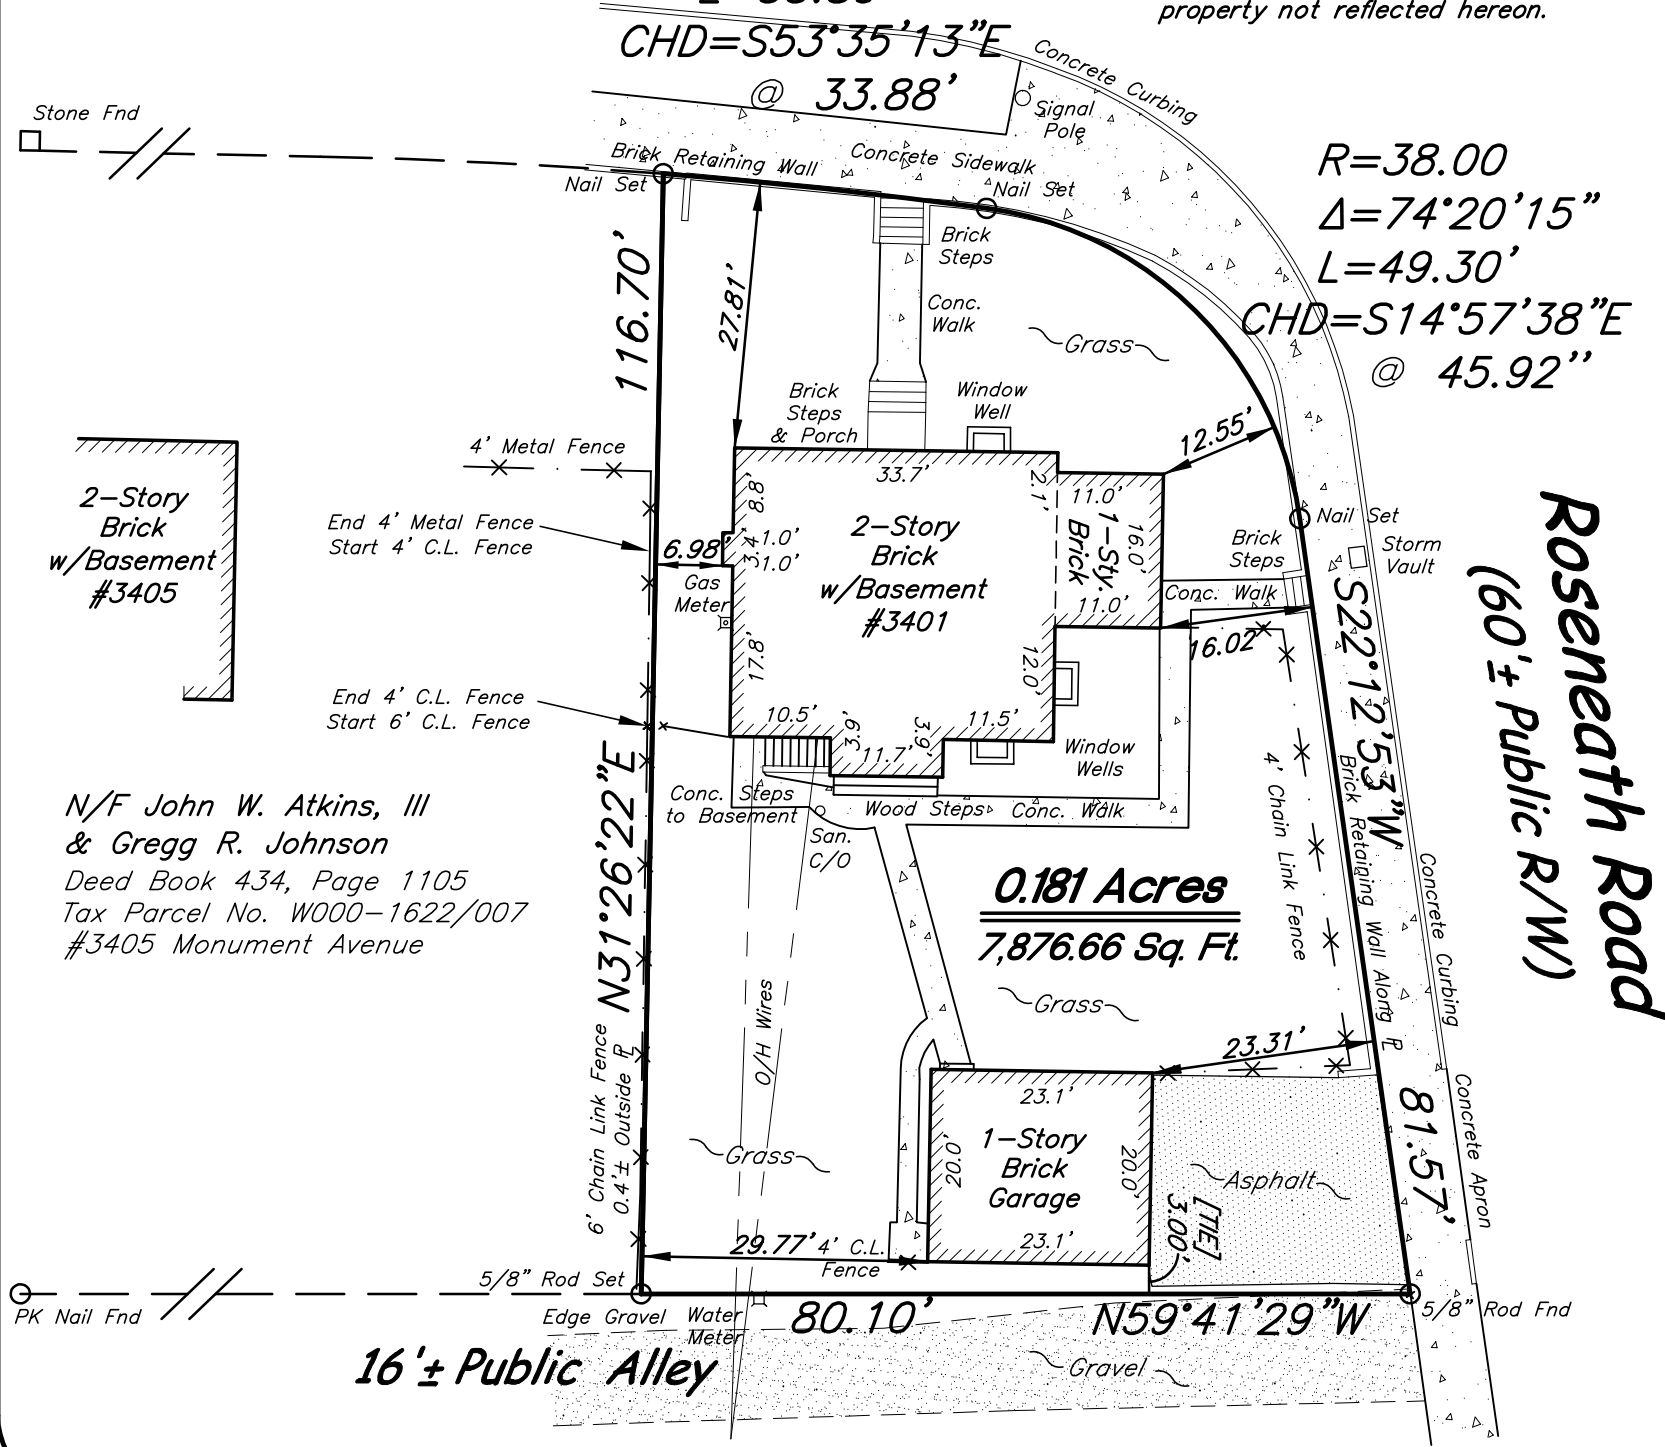 property not reflected hereon.
CHD=S53°35'13"E
@ 33.88'
Concrete Curbing
Stone Fnd
Signal
Pole
Brick Retaining Wall
Concrete Sidewalk
Nail Set
Nail Set
R=38.00
Δ=74°20'15"
L=49.30'
CHD=S14°57'38"E
@ 45.92''
116.70'
27.81'
Brick
Steps
Conc.
Walk
Grass
Brick
Steps
& Porch
Window
Well
12.55'
4' Metal Fence
2-Story
Brick
w/Basement
#3405
End 4' Metal Fence
Start 4' C.L. Fence
6.98'
Gas
Meter
33.7'
8.8'
3.4'
1.0'
1.0'
17.8'
2-Story
Brick
w/Basement
#3401
2.1'
11.0'
1-Sty.
Brick
16.0'
11.0'
12.0'
10.5'
3.9'
11.7'
3.9'
11.5'
Nail Set
Brick
Steps
Storm
Vault
Conc. Walk
16.02'
Roseneath Road
(60'± Public R/W)
S22°12'53"W
End 4' C.L. Fence
Start 6' C.L. Fence
Window
Wells
4' Chain Link Fence
Brick Retaining Wall Along PL
Concrete Curbing
N/F John W. Atkins, III
& Gregg R. Johnson
Deed Book 434, Page 1105
Tax Parcel No. W000-1622/007
#3405 Monument Avenue
N31°26'22"E
Conc. Steps
to Basement
San.
C/O
Wood Steps
Conc. Walk
0.181 Acres
7,876.66 Sq. Ft.
Grass
O/H Wires
6' Chain Link Fence
0.4'± Outside PL
23.31'
23.1'
1-Story
Brick
Garage
20.0'
20.0'
23.1'
Grass
Asphalt
[TIE]
3.00'
81.57'
Concrete Apron
29.77'
4' C.L.
Fence
5/8" Rod Set
PK Nail Fnd
Edge Gravel
Water
Meter
80.10'
N59°41'29"W
5/8" Rod Fnd
16'± Public Alley
Gravel